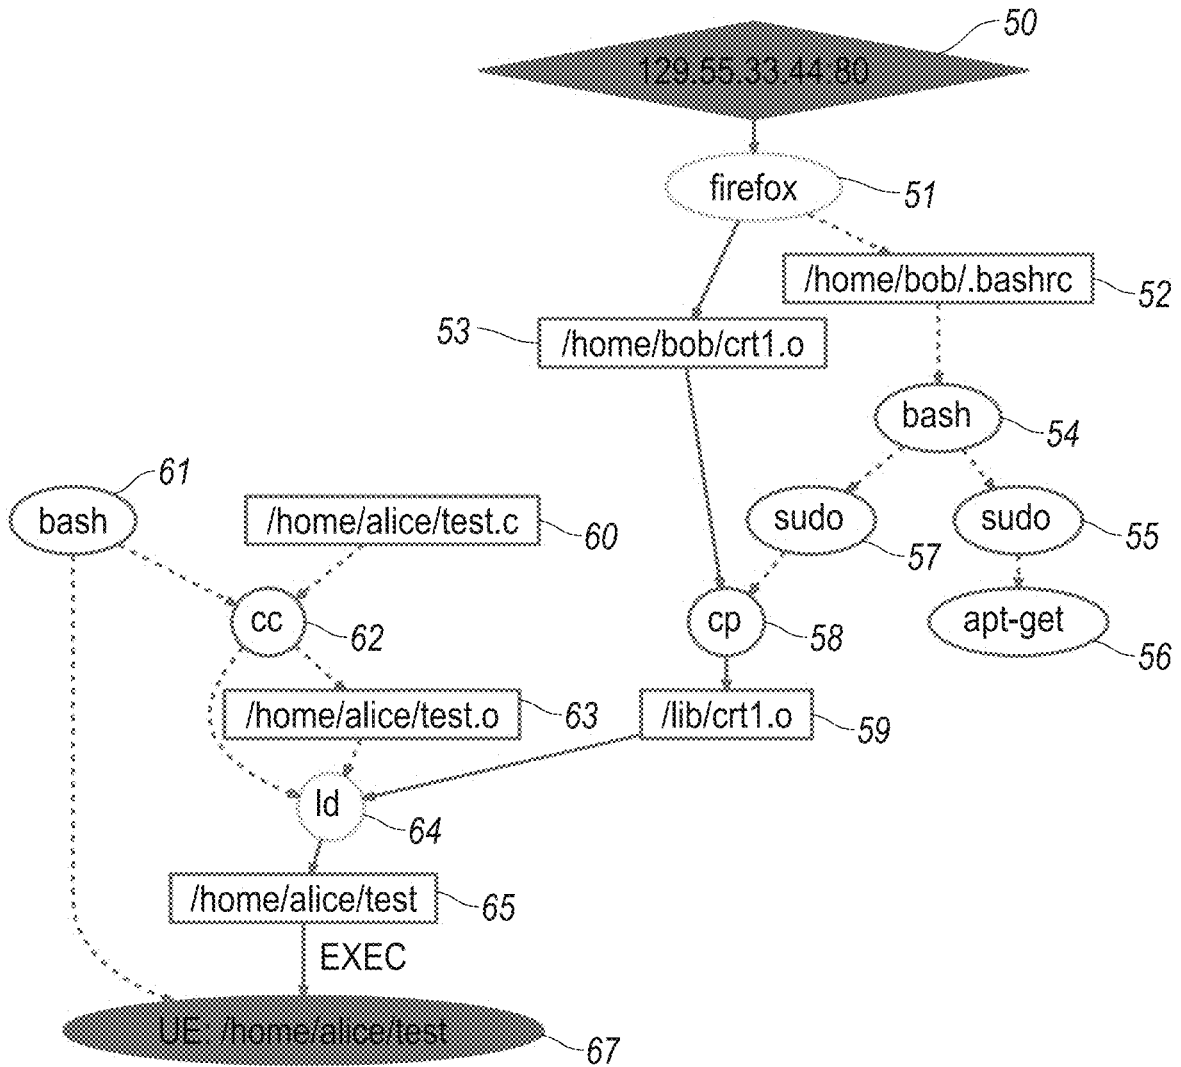 50
129.55.33.44.80
firefox
51
/home/bob/.bashrc
52
53
/home/bob/crt1.o
bash
54
61
bash
/home/alice/test.c
60
sudo
57
sudo
55
cc
62
cp
58
apt-get
56
/home/alice/test.o
63
/lib/crt1.o
59
ld
64
/home/alice/test
65
EXEC
UE: /home/alice/test
67